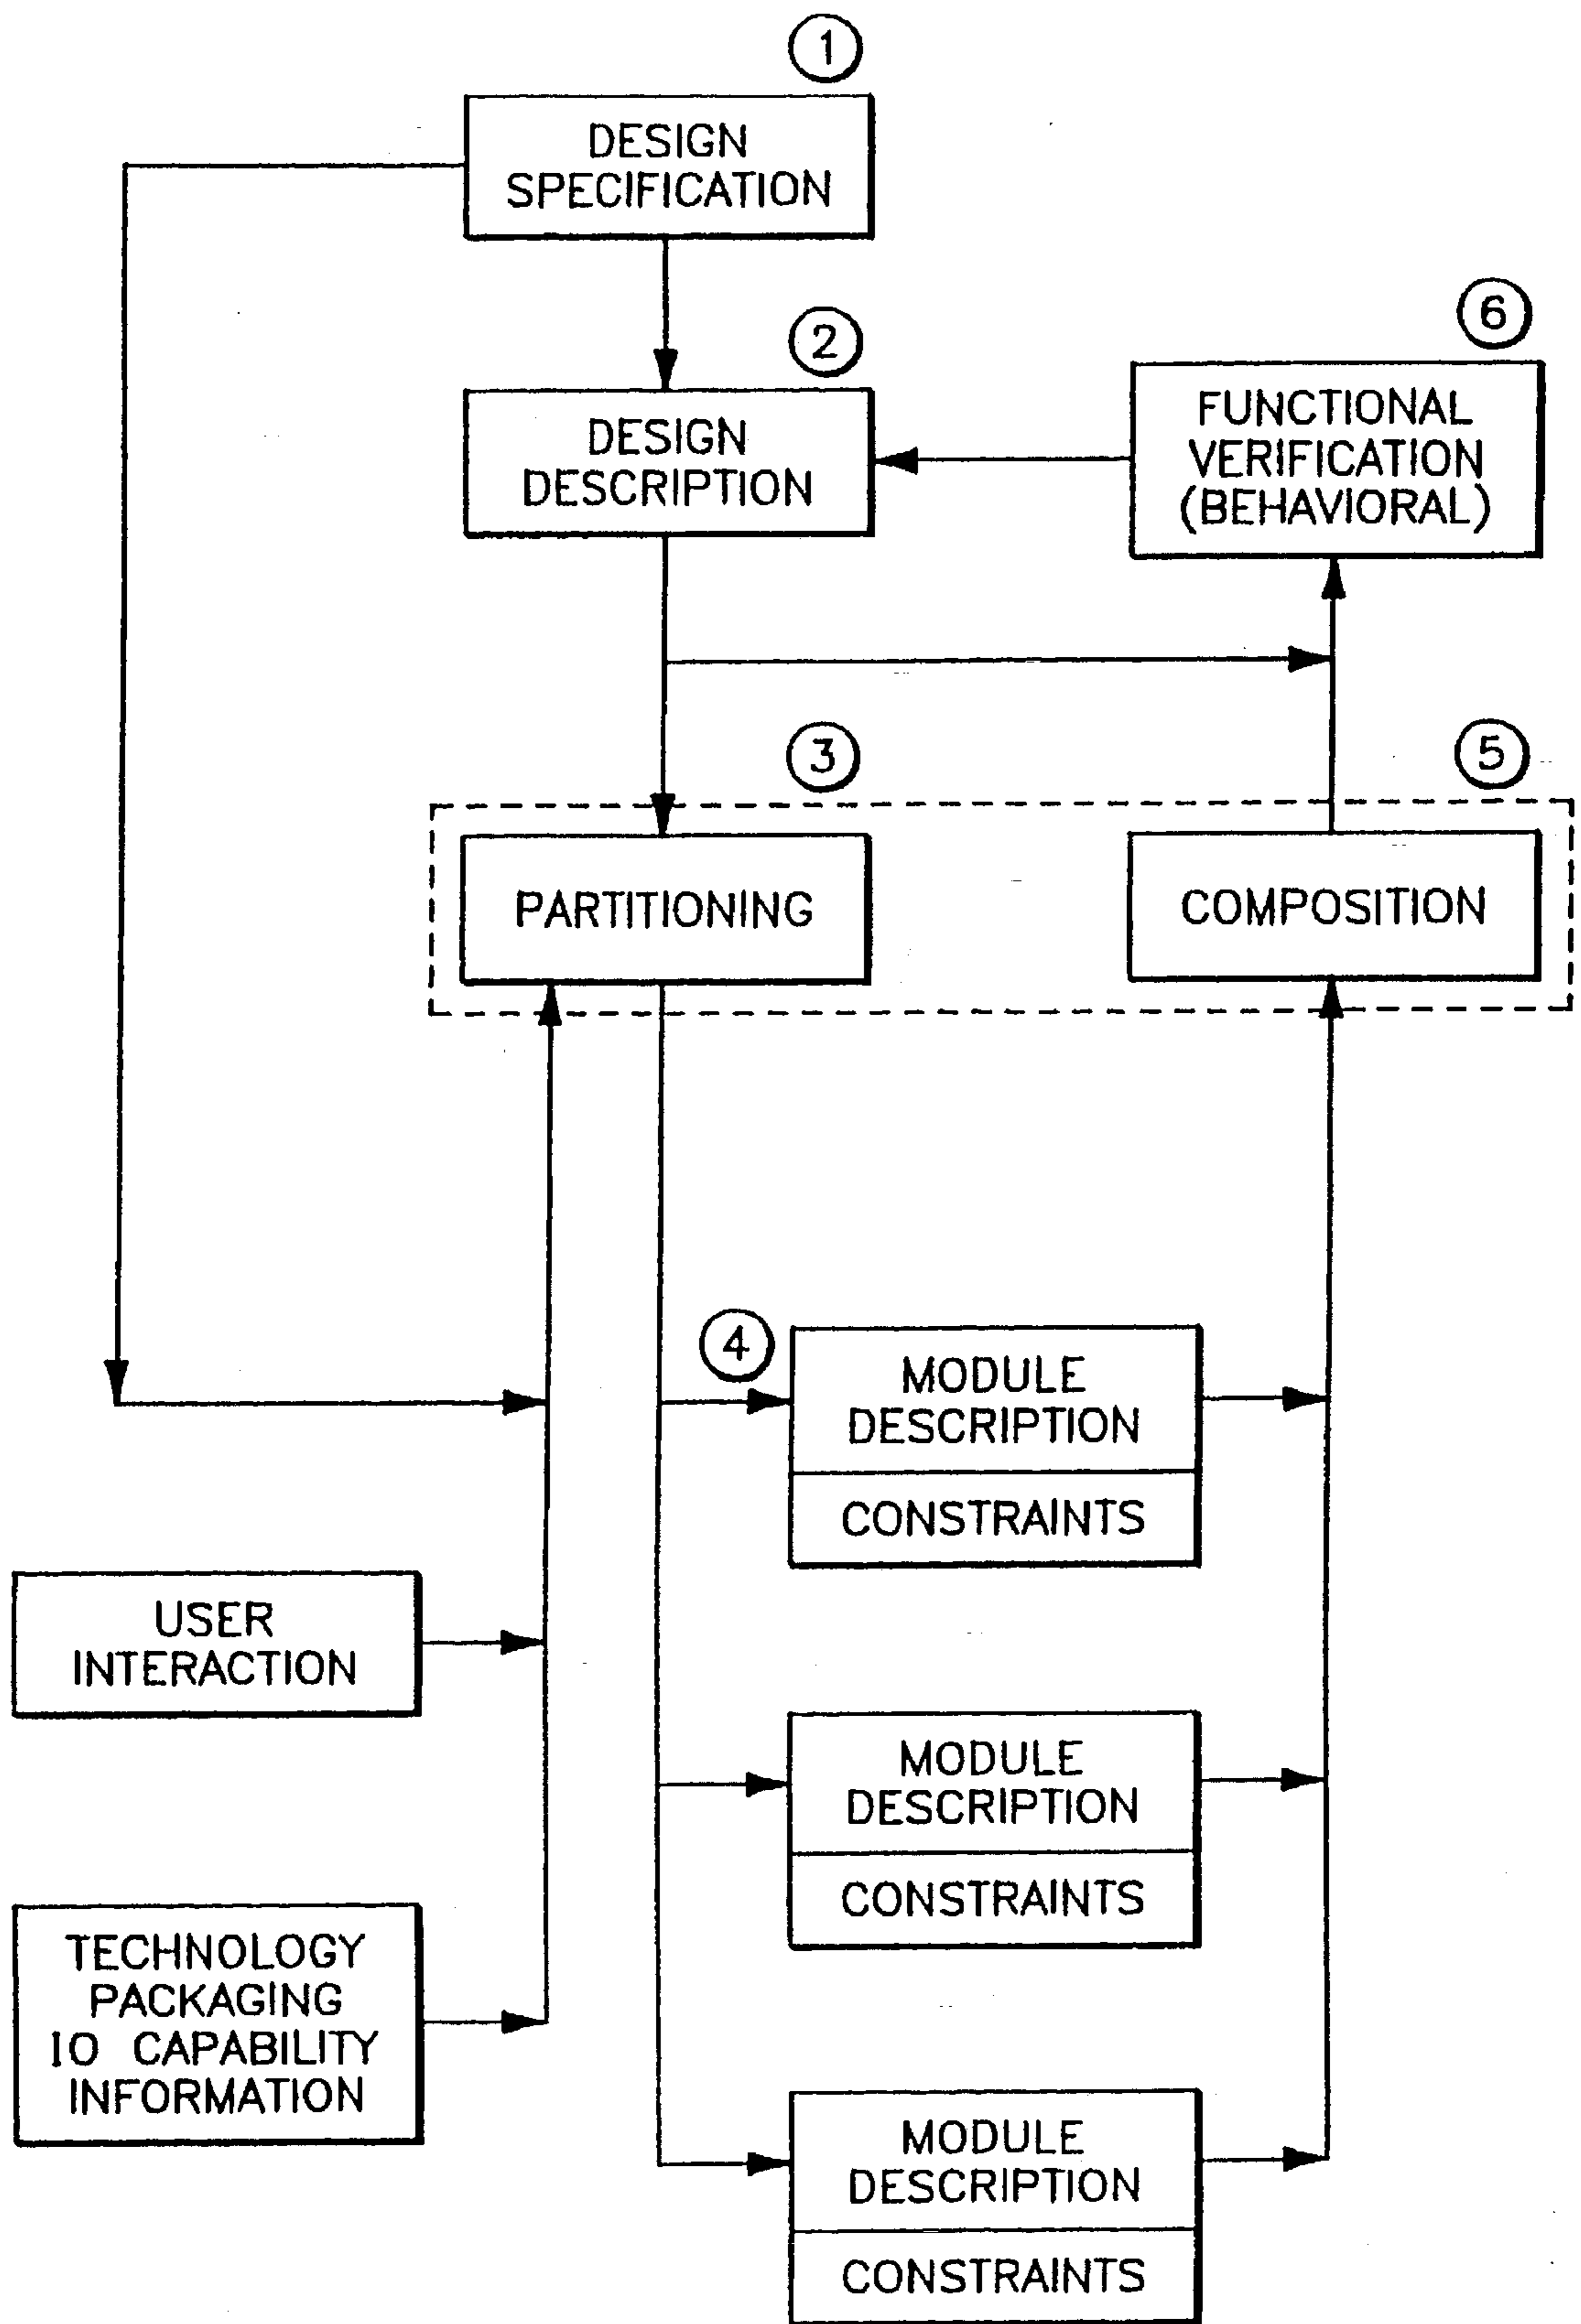 1
DESIGN
SPECIFICATION
2
DESIGN
DESCRIPTION
6
FUNCTIONAL
VERIFICATION
(BEHAVIORAL)
3
PARTITIONING
5
COMPOSITION
4
MODULE
DESCRIPTION
CONSTRAINTS
USER
INTERACTION
MODULE
DESCRIPTION
CONSTRAINTS
TECHNOLOGY
PACKAGING
IO CAPABILITY
INFORMATION
MODULE
DESCRIPTION
CONSTRAINTS